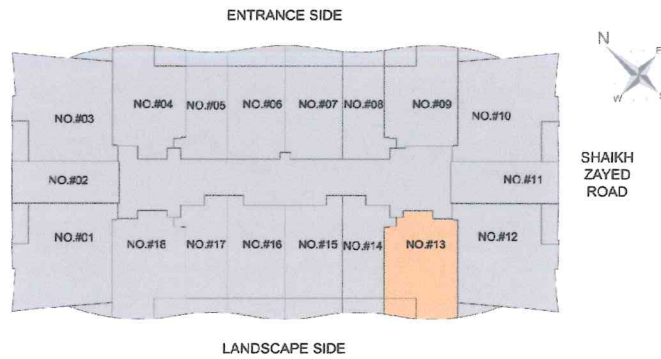 ENTRANCE SIDE
N
E
W
S
NO.#03
NO.#04
NO.#05
NO.#06
NO.#07
NO.#08
NO.#09
NO.#10
NO.#02
NO.#11
SHAIKH
ZAYED
ROAD
NO.#01
NO.#18
NO.#17
NO.#16
NO.#15
NO.#14
NO.#13
NO.#12
LANDSCAPE SIDE